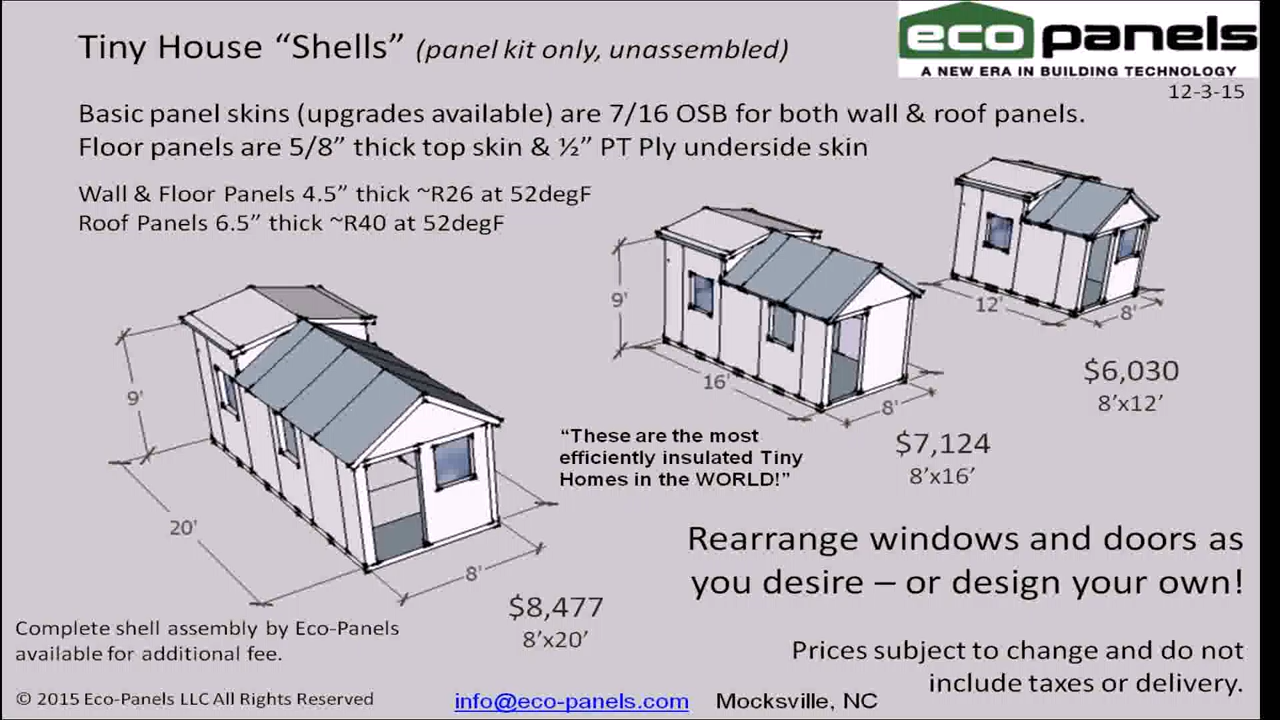 Tiny House “Shells” (panel kit only, unassembled)
eco panels
A NEW ERA IN BUILDING TECHNOLOGY
12-3-15
Basic panel skins (upgrades available) are 7/16 OSB for both wall & roof panels.
Floor panels are 5/8” thick top skin & ½” PT Ply underside skin
Wall & Floor Panels 4.5” thick ~R26 at 52degF
Roof Panels 6.5” thick ~R40 at 52degF
12'
8'
$6,030
8’x12’
9'
16'
8'
$7,124
8’x16’
9'
20'
8'
$8,477
8’x20’
“These are the most
efficiently insulated Tiny
Homes in the WORLD!”
Rearrange windows and doors as
you desire – or design your own!
Complete shell assembly by Eco-Panels
available for additional fee.
Prices subject to change and do not
include taxes or delivery.
© 2015 Eco-Panels LLC All Rights Reserved
info@eco-panels.com
Mocksville, NC